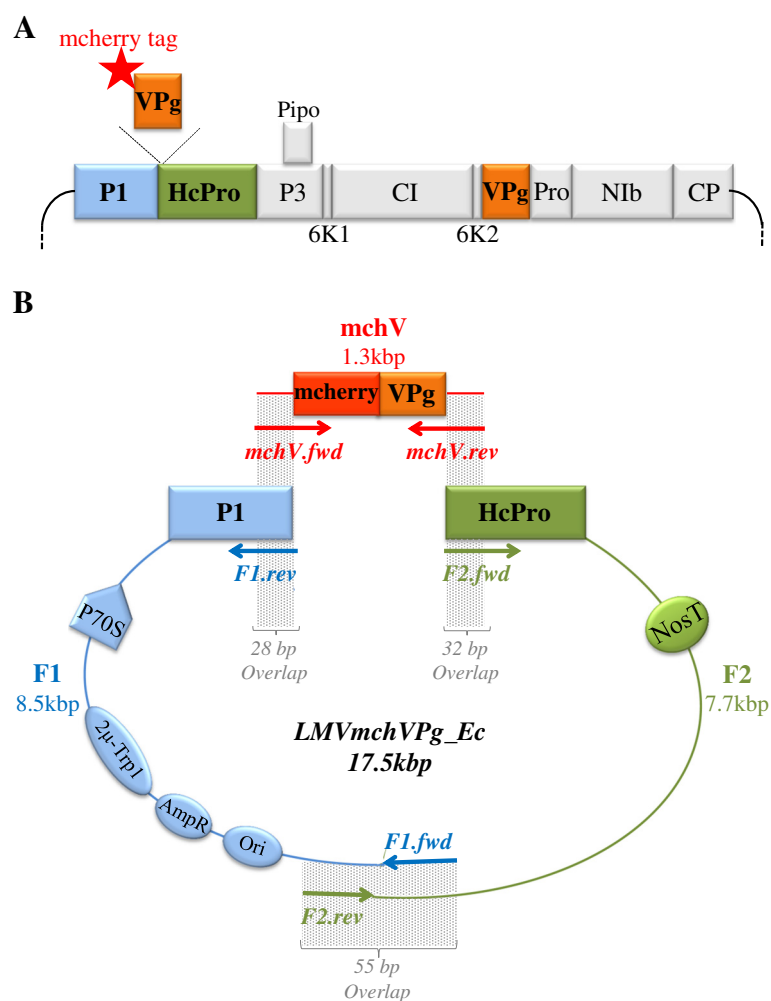 A
mcherry tag
VPg
Pipo
P1 HcPro P3 CI VPg Pro NIb CP
6K1 6K2
B
mchV
1.3kbp
mcherry VPg
mchV.fwd mchV.rev
P1 HcPro
F1.rev F2.fwd
P70S NosT
28 bp
Overlap
32 bp
Overlap
F1
8.5kbp
F2
7.7kbp
2μ-Trp1
LMVmchVPg_Ec
17.5kbp
AmpR
Ori
F1.fwd
F2.rev
55 bp
Overlap